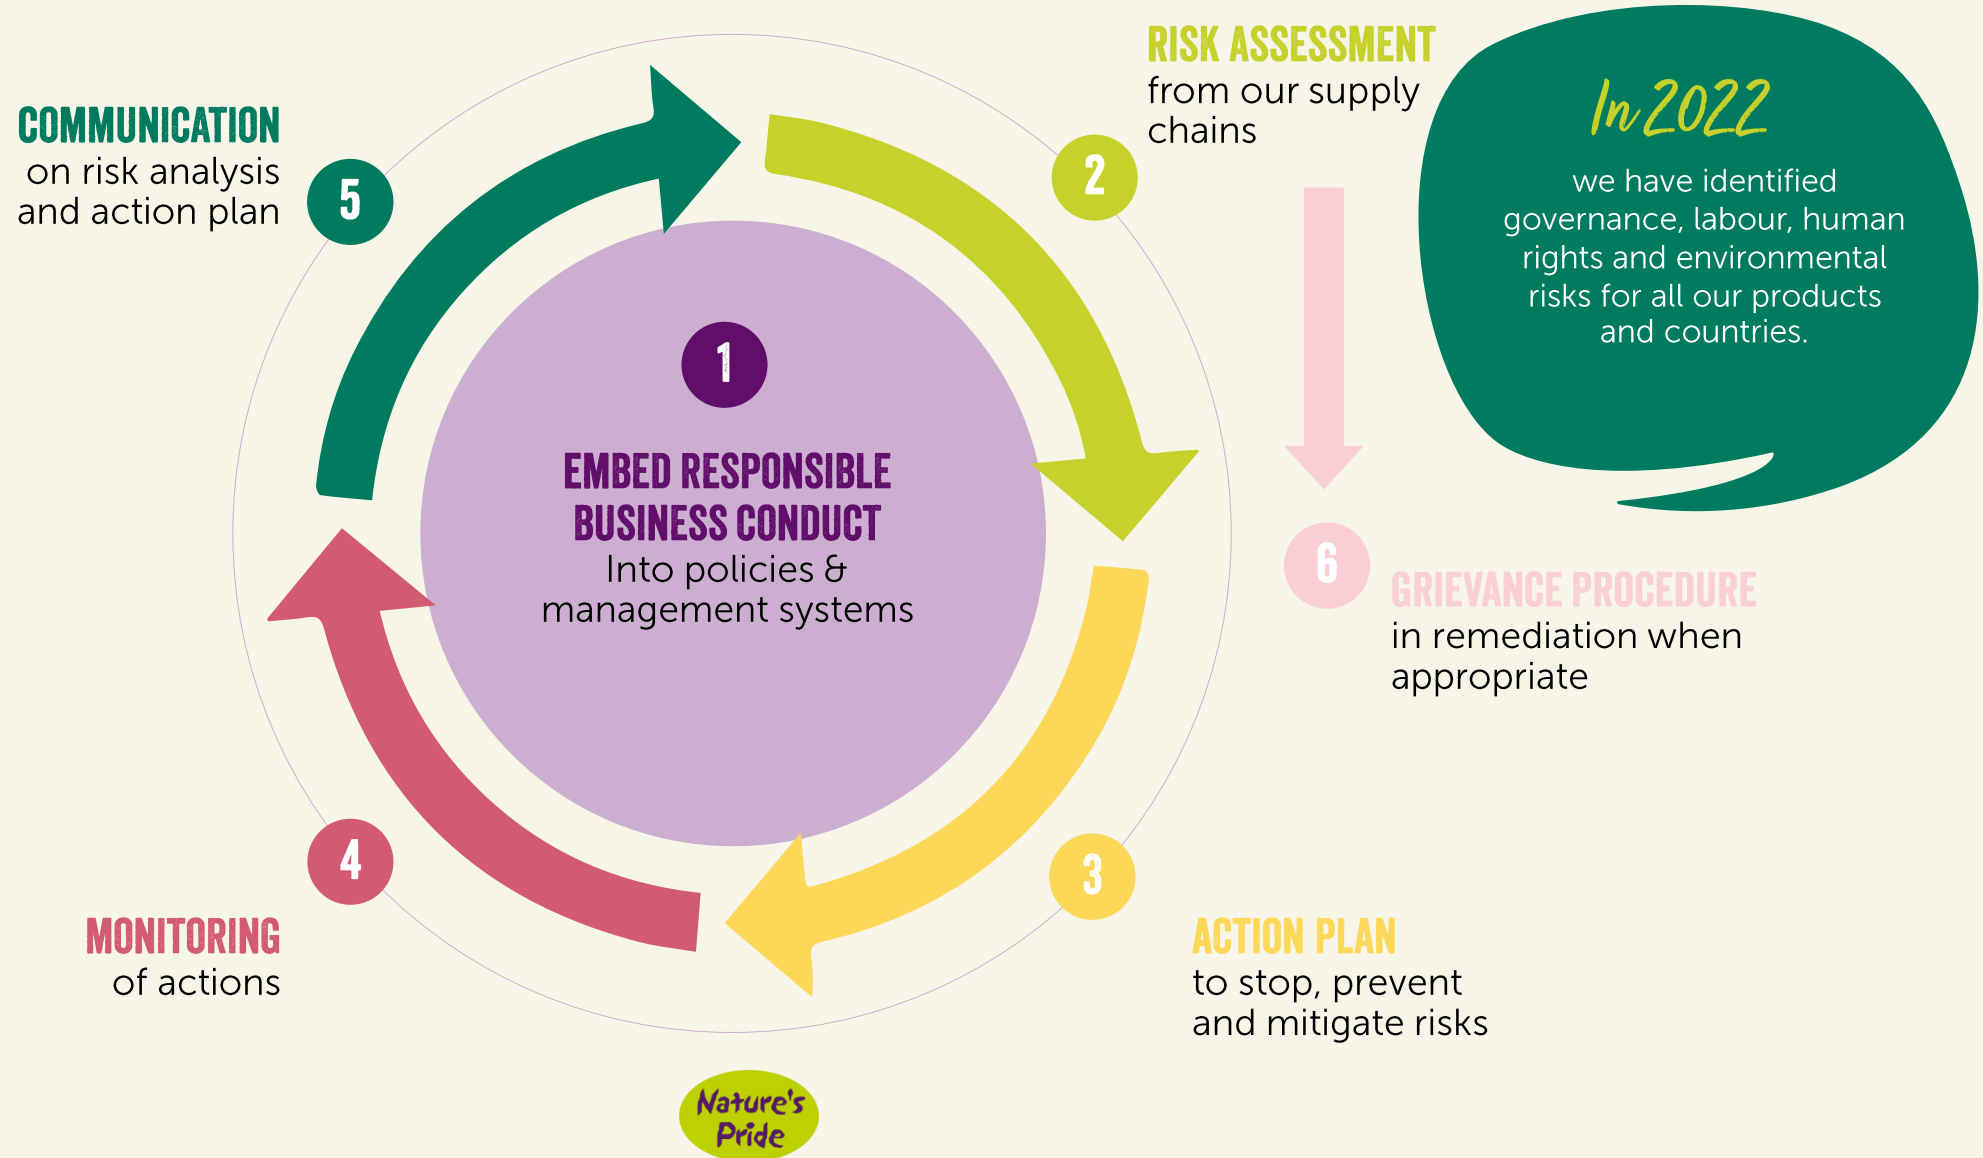 COMMUNICATION
on risk analysis
and action plan
5
RISK ASSESSMENT
from our supply
chains
2
In 2022
we have identified
governance, labour, human
rights and environmental
risks for all our products
and countries.
1
EMBED RESPONSIBLE
BUSINESS CONDUCT
Into policies &
management systems
6
GRIEVANCE PROCEDURE
in remediation when
appropriate
4
MONITORING
of actions
3
ACTION PLAN
to stop, prevent
and mitigate risks
Nature's
Pride